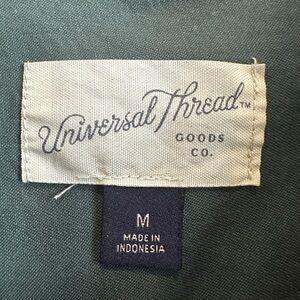 Universal Thread™
GOODS
CO.
M
MADE IN
INDONESIA